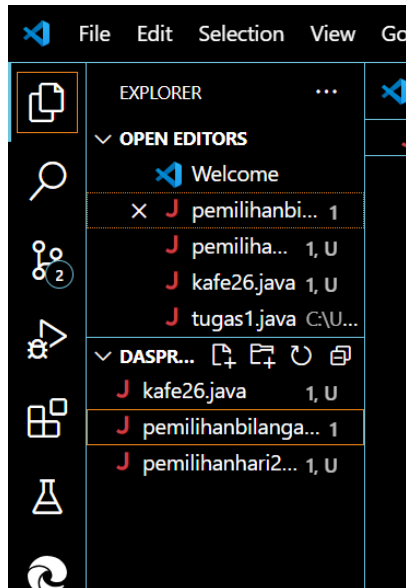 File Edit Selection View Go
EXPLORER ...
OPEN EDITORS
Welcome
J pemilihanbi... 1
J pemiliha... 1, U
J kafe26.java 1, U
J tugas1.java C:\U...
2
DASPR...
J kafe26.java 1, U
J pemilihanbilanga... 1
J pemilihanhari2... 1, U